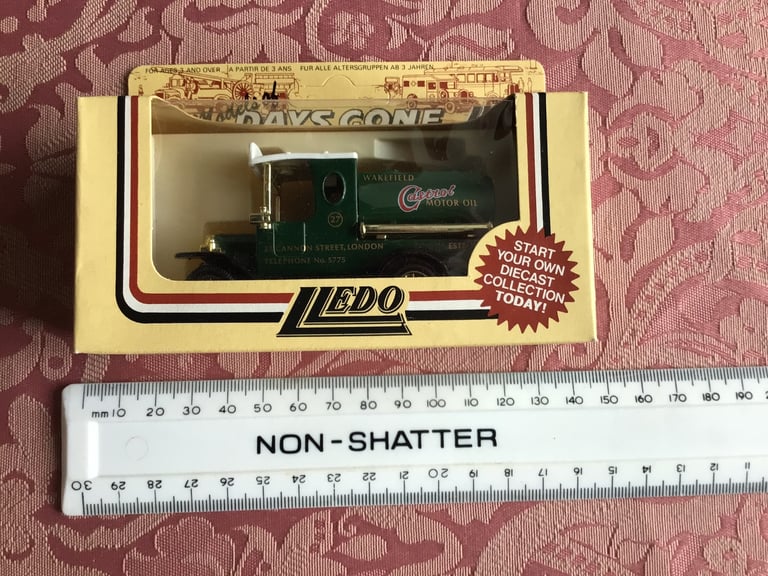 FOR AGES 3 AND OVER A PARTIR DE 3 ANS FUR ALLE ALTERSGRUPPEN AB 3 JAHREN
DAYS GONE
WAKEFIELD
Castrol
MOTOR OIL
27
CANNON STREET, LONDON
TELEPHONE No. 5775
LLEDO
START
YOUR OWN
DIECAST
COLLECTION
TODAY!
mm 10 20 30 40 50 60 70 80 90 100 110 120 130 140 150 160 170 180 190
NON-SHATTER
30 29 28 27 26 25 24 23 22 21 20 19 18 17 16 15 14 13 12 11